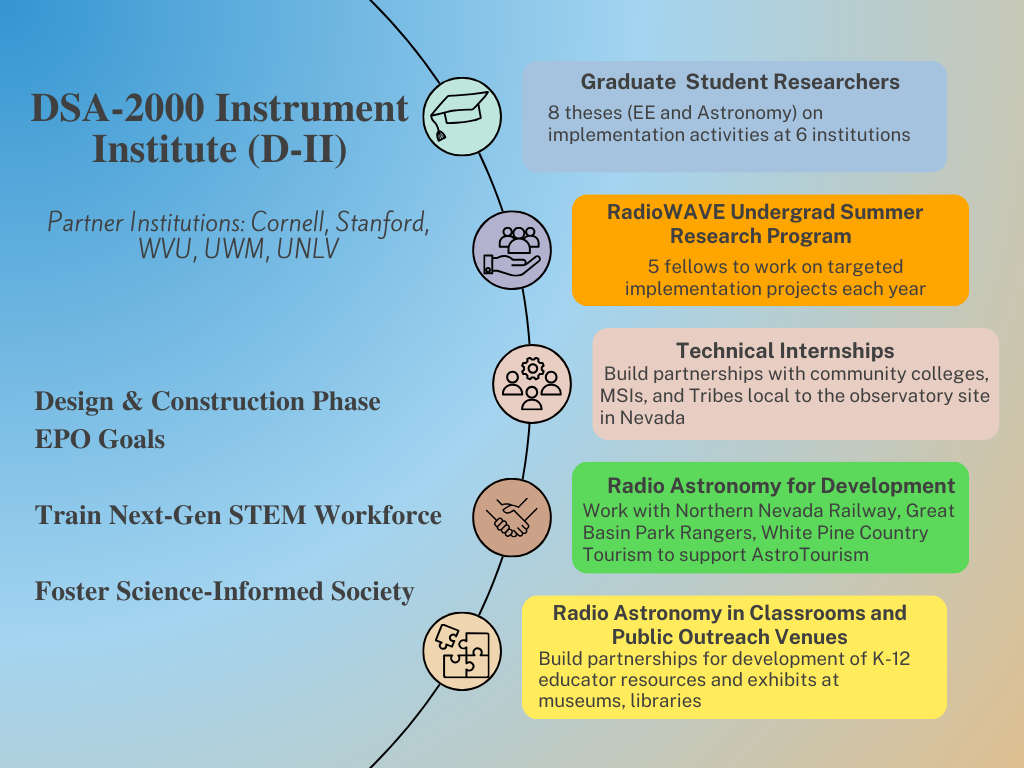 DSA-2000 Instrument
Institute (D-II)
Partner Institutions: Cornell, Stanford,
WVU, UWM, UNLV
Design & Construction Phase
EPO Goals
Train Next-Gen STEM Workforce
Foster Science-Informed Society
Graduate Student Researchers
8 theses (EE and Astronomy) on
implementation activities at 6 institutions
RadioWAVE Undergrad Summer
Research Program
5 fellows to work on targeted
implementation projects each year
Technical Internships
Build partnerships with community colleges,
MSIs, and Tribes local to the observatory site
in Nevada
Radio Astronomy for Development
Work with Northern Nevada Railway, Great
Basin Park Rangers, White Pine Country
Tourism to support AstroTourism
Radio Astronomy in Classrooms and
Public Outreach Venues
Build partnerships for development of K-12
educator resources and exhibits at
museums, libraries